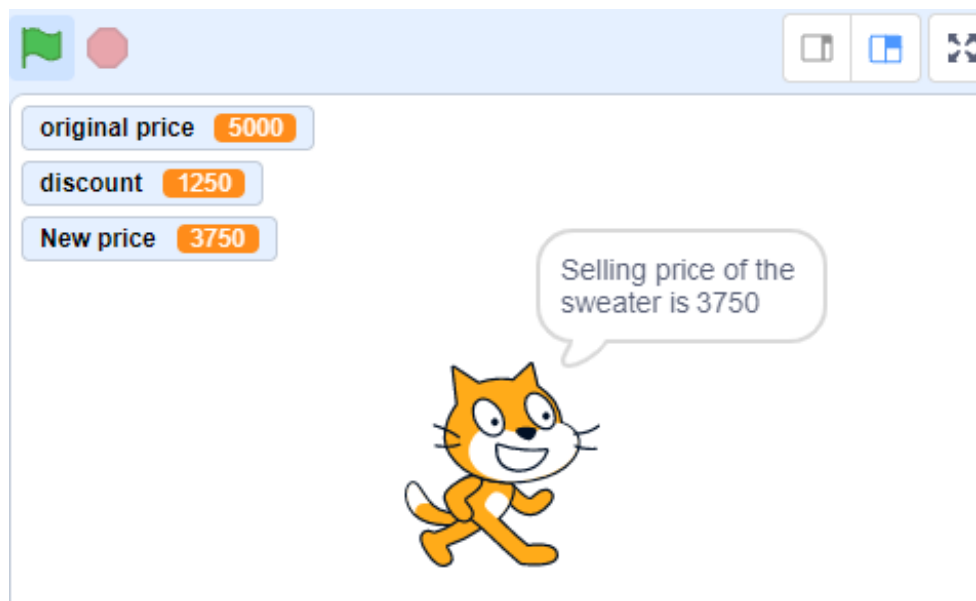 original price 5000
discount 1250
New price 3750
Selling price of the
sweater is 3750